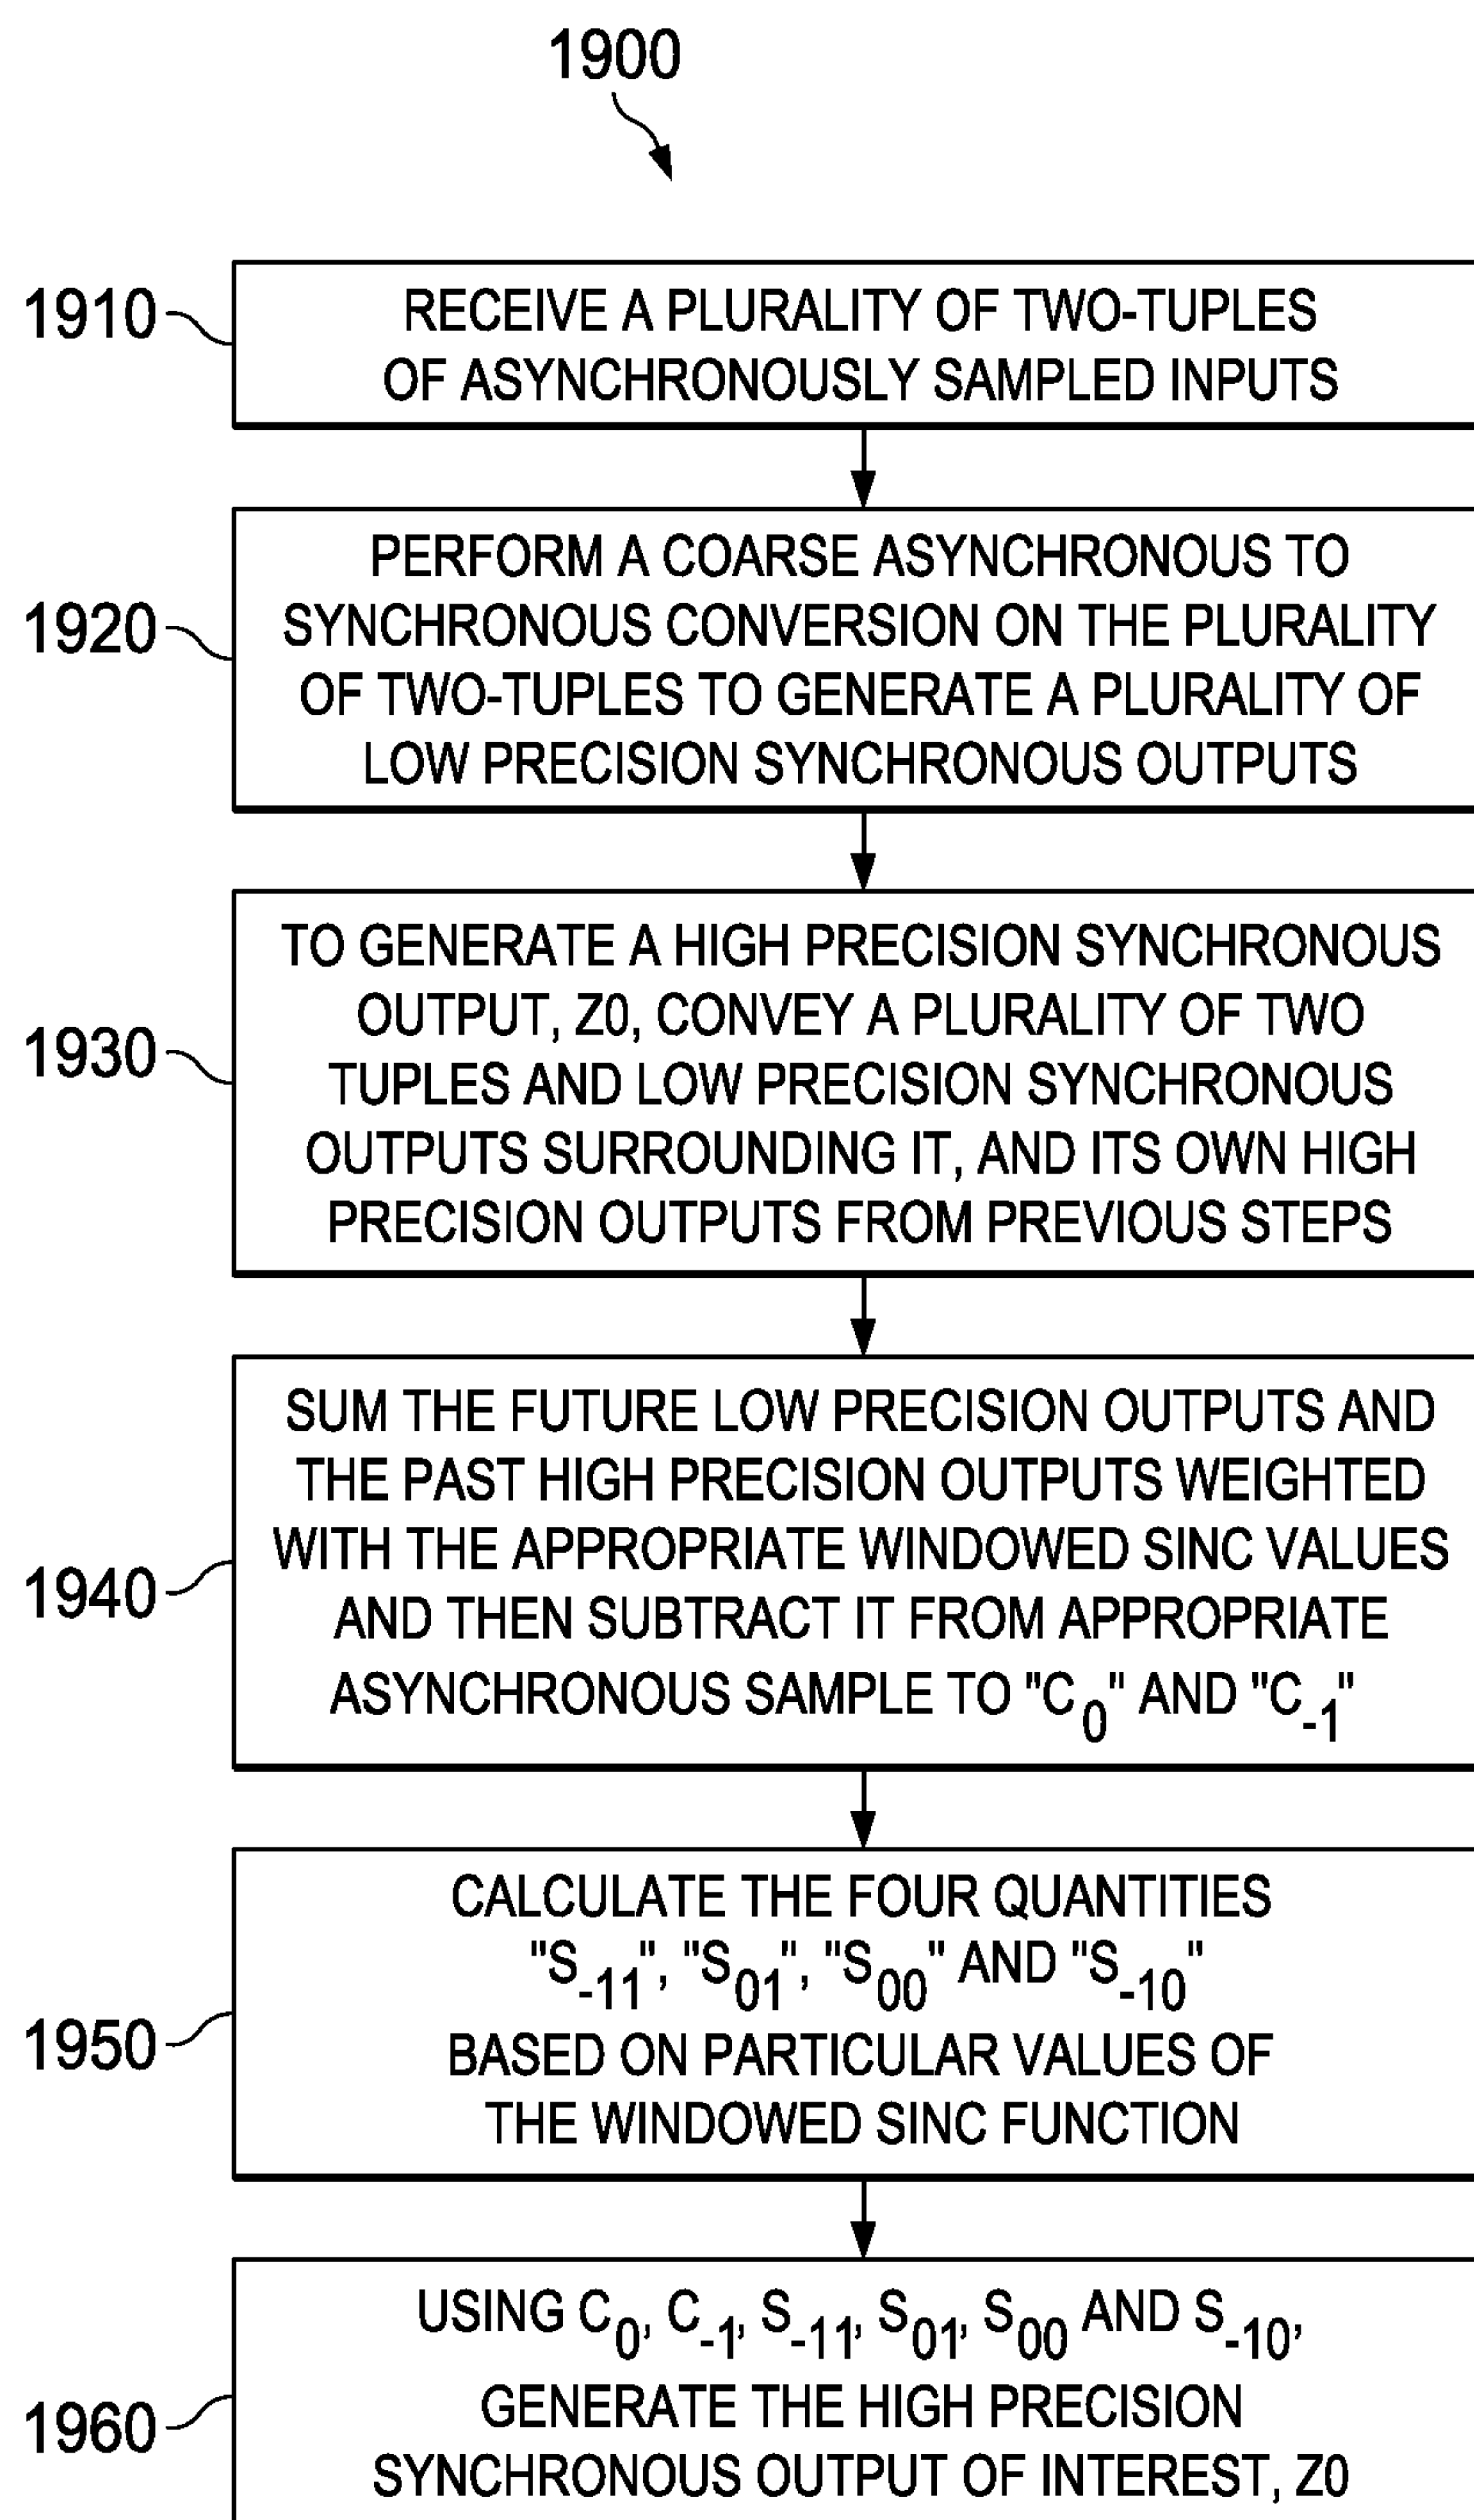 1900
1910
RECEIVE A PLURALITY OF TWO-TUPLES
OF ASYNCHRONOUSLY SAMPLED INPUTS
1920
PERFORM A COARSE ASYNCHRONOUS TO
SYNCHRONOUS CONVERSION ON THE PLURALITY
OF TWO-TUPLES TO GENERATE A PLURALITY OF
LOW PRECISION SYNCHRONOUS OUTPUTS
1930
TO GENERATE A HIGH PRECISION SYNCHRONOUS
OUTPUT, Z0, CONVEY A PLURALITY OF TWO
TUPLES AND LOW PRECISION SYNCHRONOUS
OUTPUTS SURROUNDING IT, AND ITS OWN HIGH
PRECISION OUTPUTS FROM PREVIOUS STEPS
1940
SUM THE FUTURE LOW PRECISION OUTPUTS AND
THE PAST HIGH PRECISION OUTPUTS WEIGHTED
WITH THE APPROPRIATE WINDOWED SINC VALUES
AND THEN SUBTRACT IT FROM APPROPRIATE
ASYNCHRONOUS SAMPLE TO "C0" AND "C-1"
1950
CALCULATE THE FOUR QUANTITIES
"S-11", "S01", "S00" AND "S-10"
BASED ON PARTICULAR VALUES OF
THE WINDOWED SINC FUNCTION
1960
USING C0, C-1, S-11, S01, S00 AND S-10,
GENERATE THE HIGH PRECISION
SYNCHRONOUS OUTPUT OF INTEREST, Z0